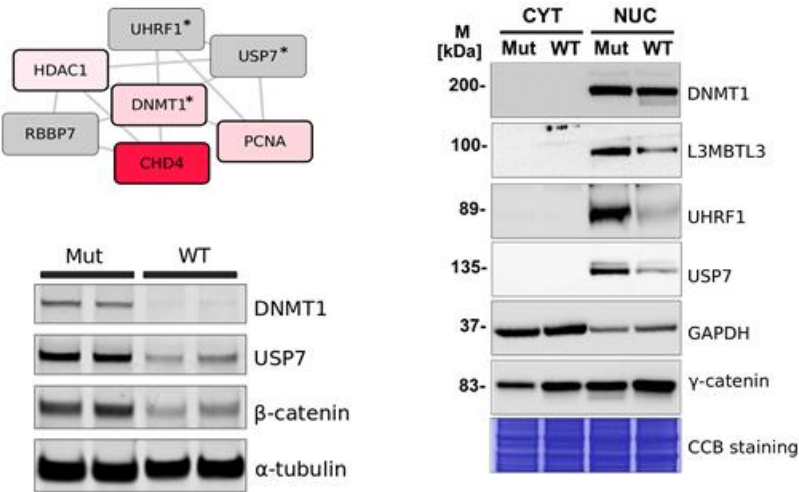 UHRF1*
USP7*
HDAC1
DNMT1*
RBBP7
PCNA
CHD4
Mut WT
DNMT1
USP7
β-catenin
α-tubulin
CYT NUC
M
[kDa]
Mut WT Mut WT
200- DNMT1
100- L3MBTL3
89- UHRF1
135- USP7
37- GAPDH
83- γ-catenin
CCB staining